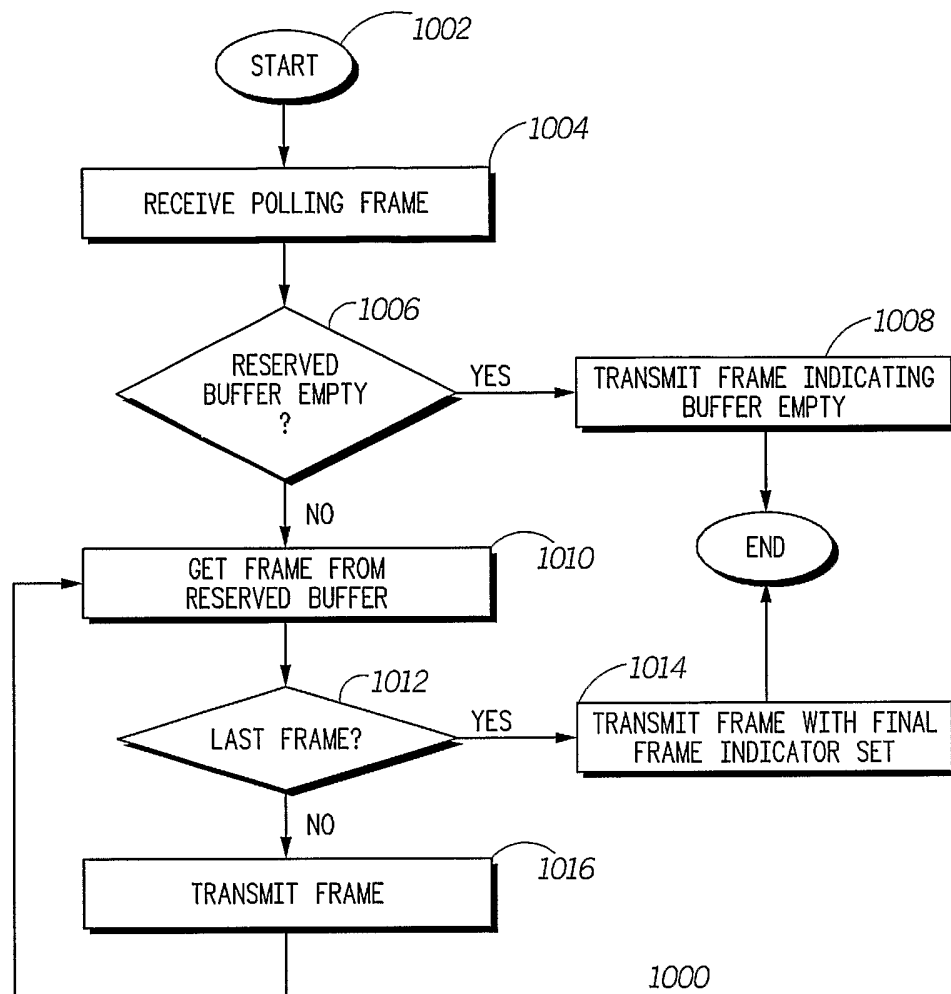 1002
START
1004
RECEIVE POLLING FRAME
1006
RESERVED
BUFFER EMPTY
?
YES
1008
TRANSMIT FRAME INDICATING
BUFFER EMPTY
NO
END
1010
GET FRAME FROM
RESERVED BUFFER
1012
LAST FRAME?
YES
1014
TRANSMIT FRAME WITH FINAL
FRAME INDICATOR SET
NO
1016
TRANSMIT FRAME
1000